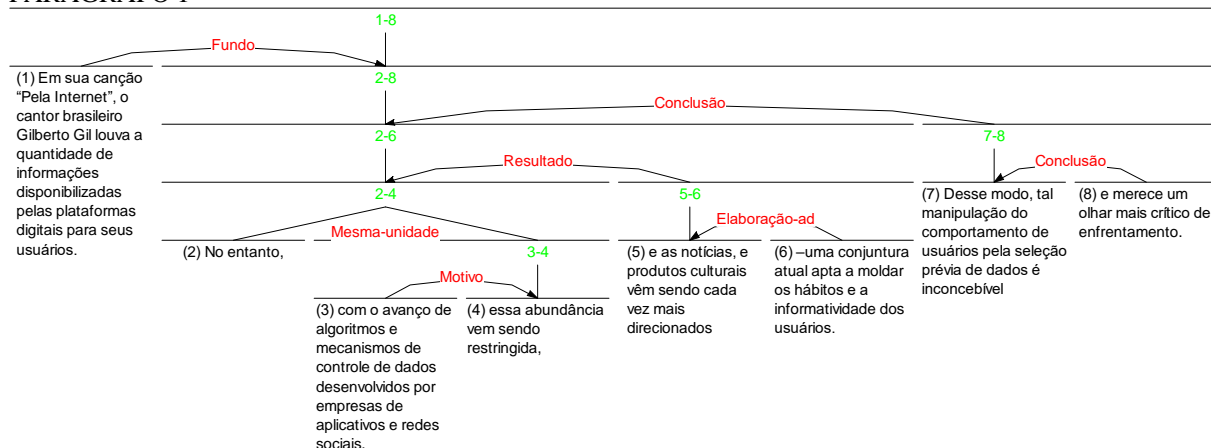 1-8
Fundo
(1) Em sua canção
“Pela Internet”, o
cantor brasileiro
Gilberto Gil louva a
quantidade de
informações
disponibilizadas
pelas plataformas
digitais para seus
usuários.
2-8
Conclusão
2-6
Resultado
2-4
Mesma-unidade
(2) No entanto,
3-4
Motivo
(3) com o avanço de
algoritmos e
mecanismos de
controle de dados
desenvolvidos por
empresas de
aplicativos e redes
sociais,
(4) essa abundância
vem sendo
restringida,
5-6
Elaboração-ad
(5) e as notícias, e
produtos culturais
vêm sendo cada
vez mais
direcionados
(6) –uma conjuntura
atual apta a moldar
os hábitos e a
informatividade dos
usuários.
7-8
Conclusão
(7) Desse modo, tal
manipulação do
comportamento de
usuários pela seleção
prévia de dados é
inconcebível
(8) e merece um
olhar mais crítico de
enfrentamento.